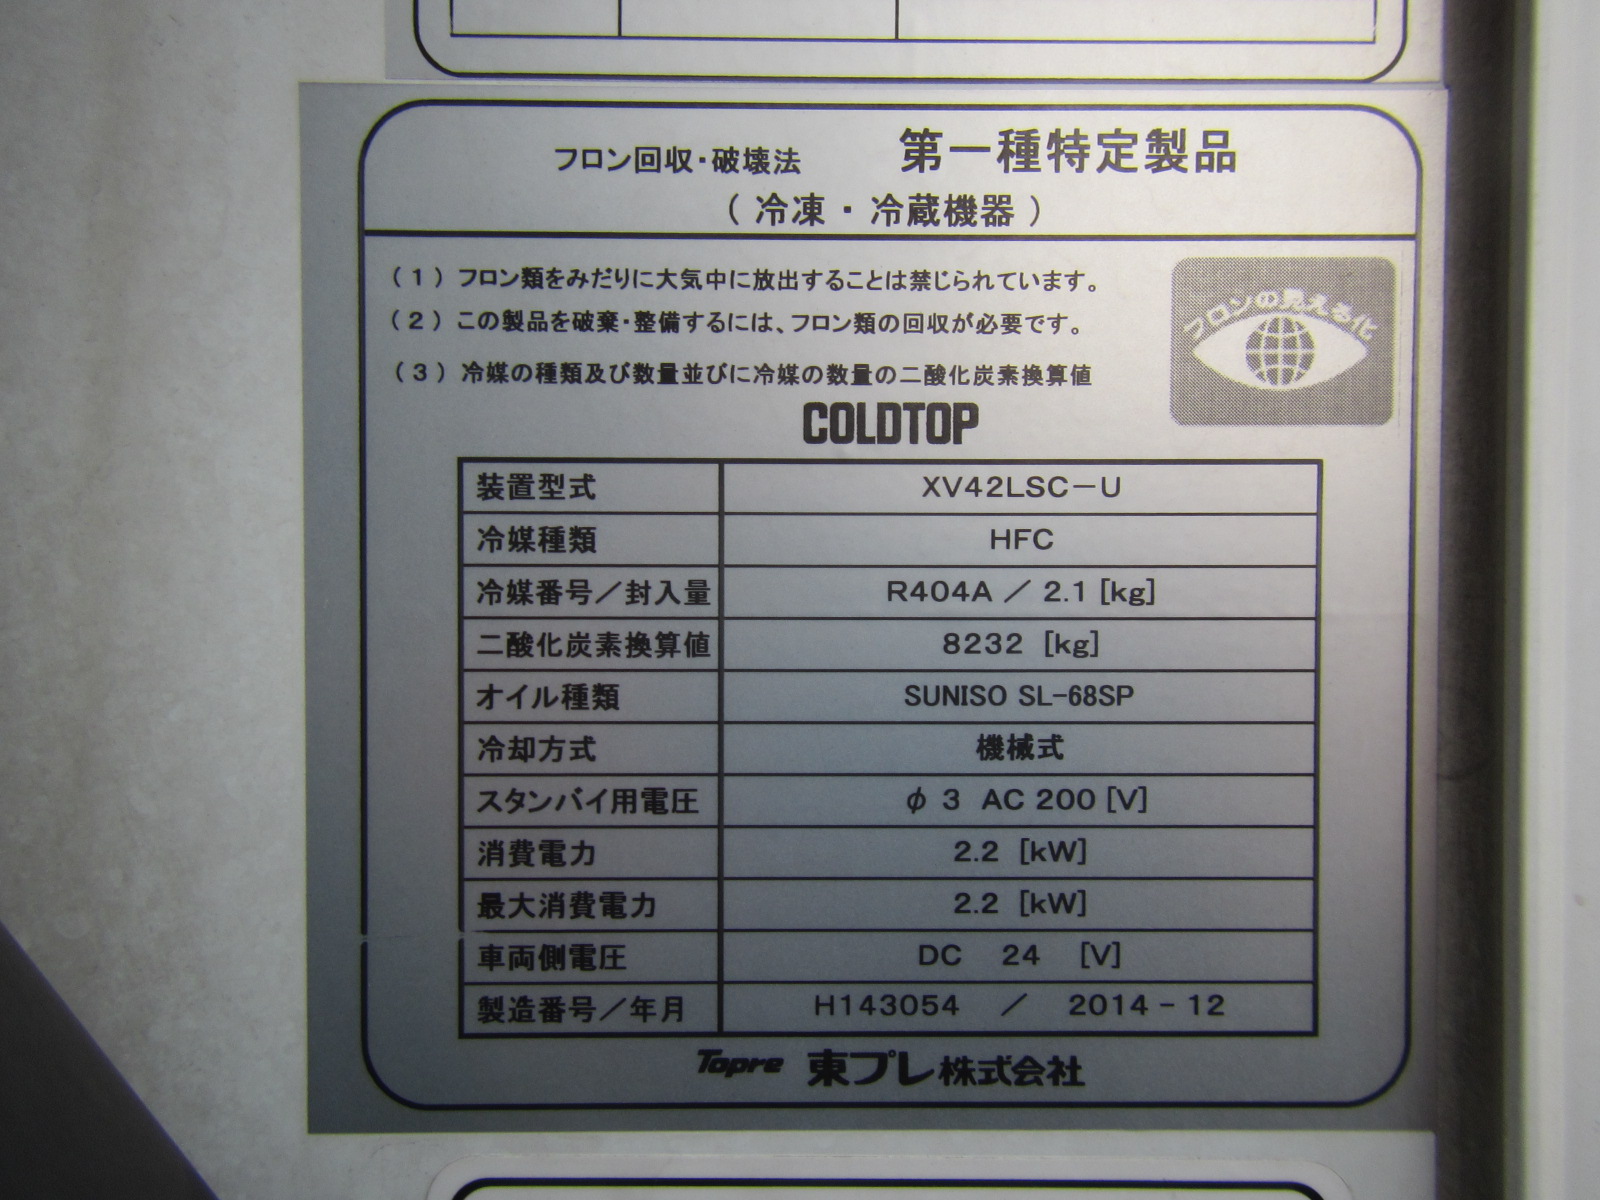 フロン回収・破壊法 第一種特定製品
(冷凍・冷蔵機器)
(1) フロン類をみだりに大気中に放出することは禁じられています。
(2) この製品を破棄・整備するには、フロン類の回収が必要です。
フロンの見える化
(3) 冷媒の種類及び数量並びに冷媒の数量の二酸化炭素換算値
COLDTOP
装置型式 XV42LSC-U
冷媒種類 HFC
冷媒番号/封入量 R404A / 2.1 [kg]
二酸化炭素換算値 8232 [kg]
オイル種類 SUNISO SL-68SP
冷却方式 機械式
スタンバイ用電圧 φ 3 AC 200 [V]
消費電力 2.2 [kW]
最大消費電力 2.2 [kW]
車両側電圧 DC 24 [V]
製造番号/年月 H143054 / 2014-12
Topre 東プレ株式会社